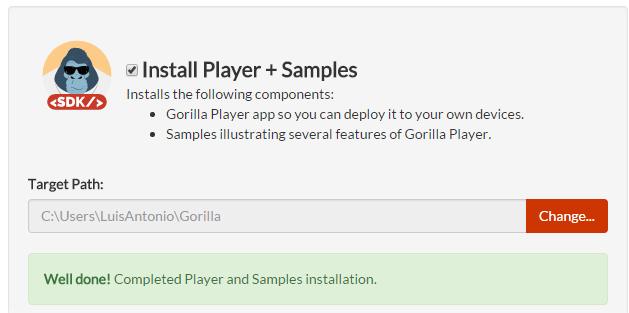 <SDK/>
Install Player + Samples
Installs the following components:
Gorilla Player app so you can deploy it to your own devices.
Samples illustrating several features of Gorilla Player.
Target Path:
C:\Users\LuisAntonio\Gorilla
Change...
Well done! Completed Player and Samples installation.